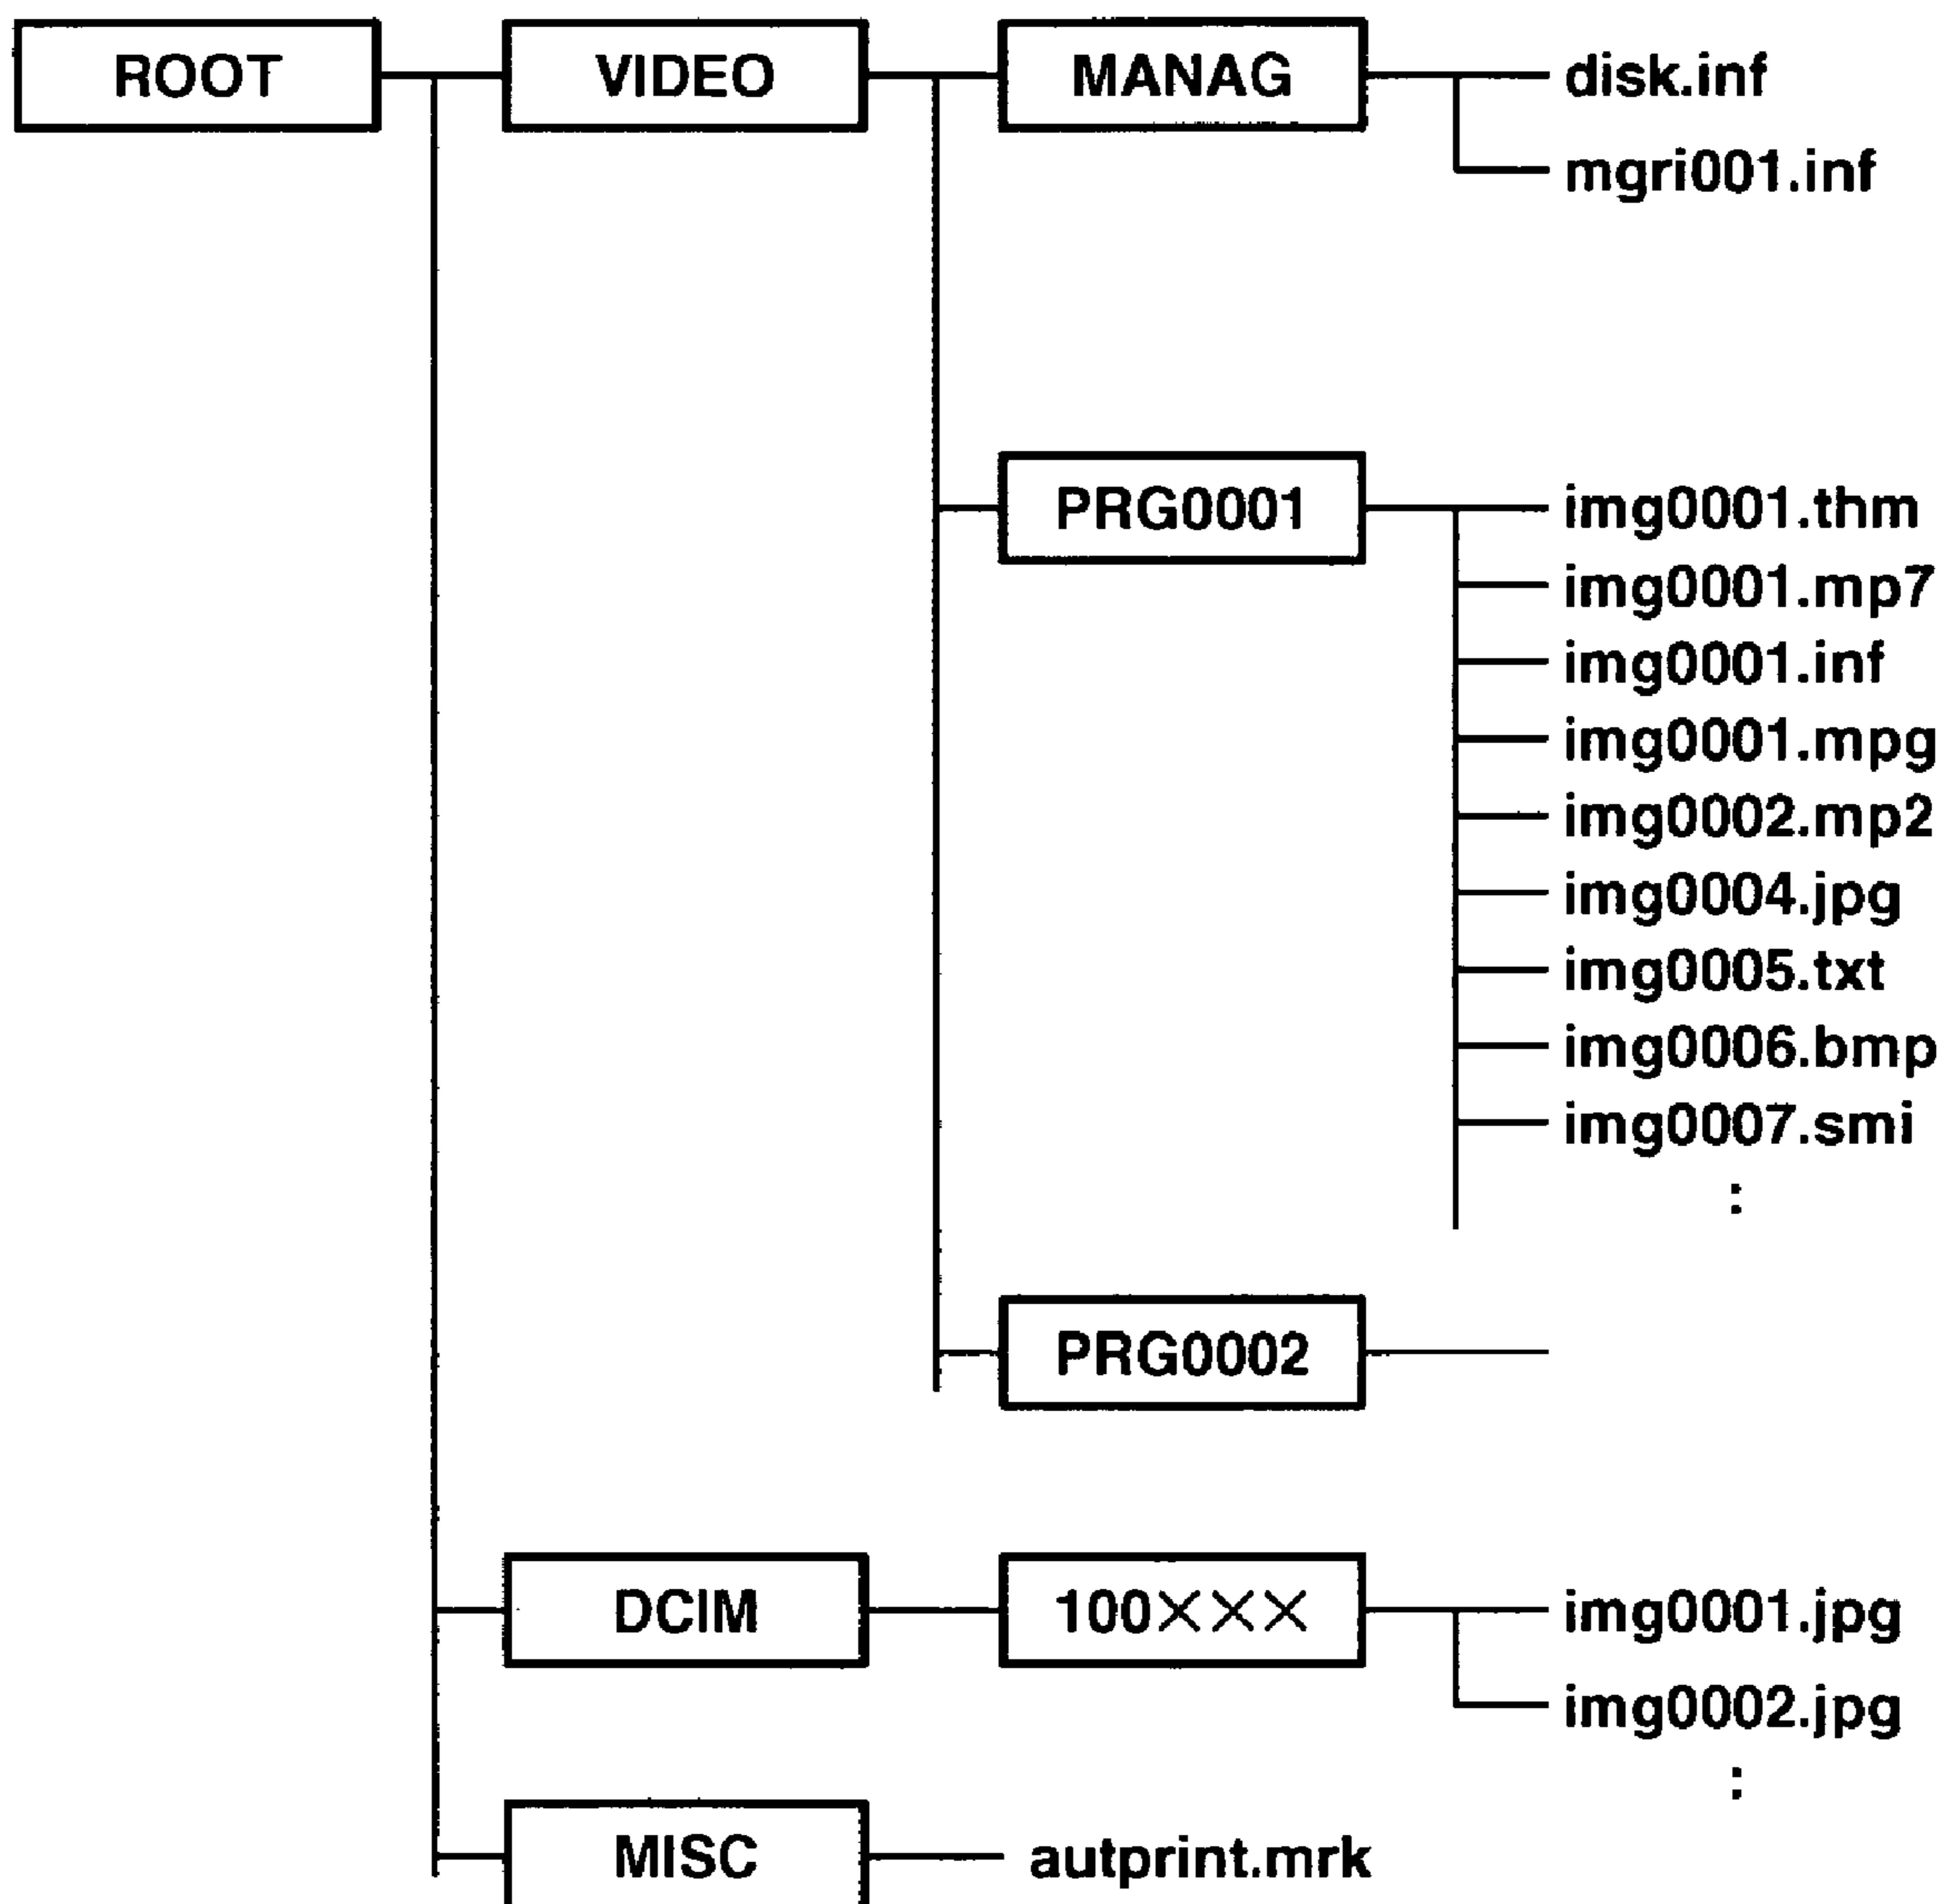 ROOT VIDEO MANAG disk.inf
mgri001.inf
PRG0001 img0001.thm
img0001.mp7
img0001.inf
img0001.mpg
img0002.mp2
img0004.jpg
img0005.txt
img0006.bmp
img0007.smi
:
PRG0002
DCIM 100××× img0001.jpg
img0002.jpg
:
MISC autprint.mrk